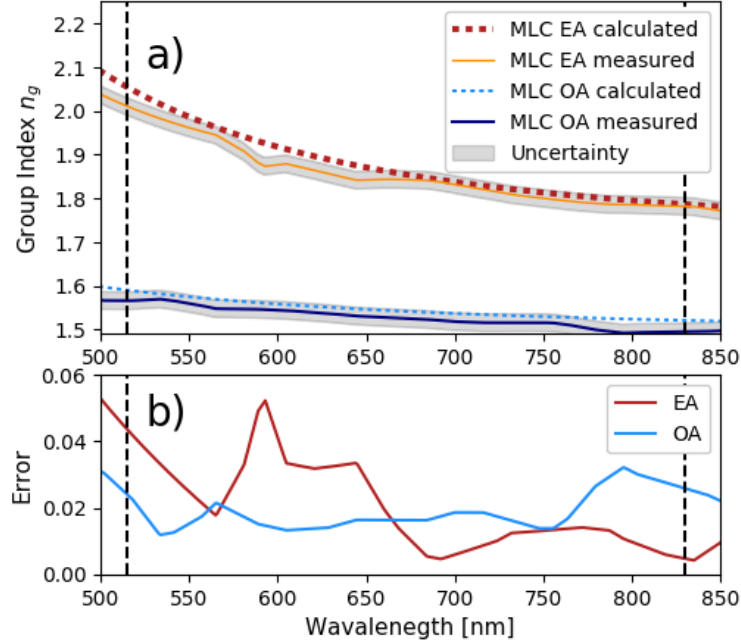 a)
MLC EA calculated
MLC EA measured
MLC OA calculated
MLC OA measured
Uncertainty
Group Index n_g
2.2
2.1
2.0
1.9
1.8
1.7
1.6
1.5
500 550 600 650 700 750 800 850
b)
EA
OA
Error
0.06
0.04
0.02
0.00
500 550 600 650 700 750 800 850
Wavalenegth [nm]